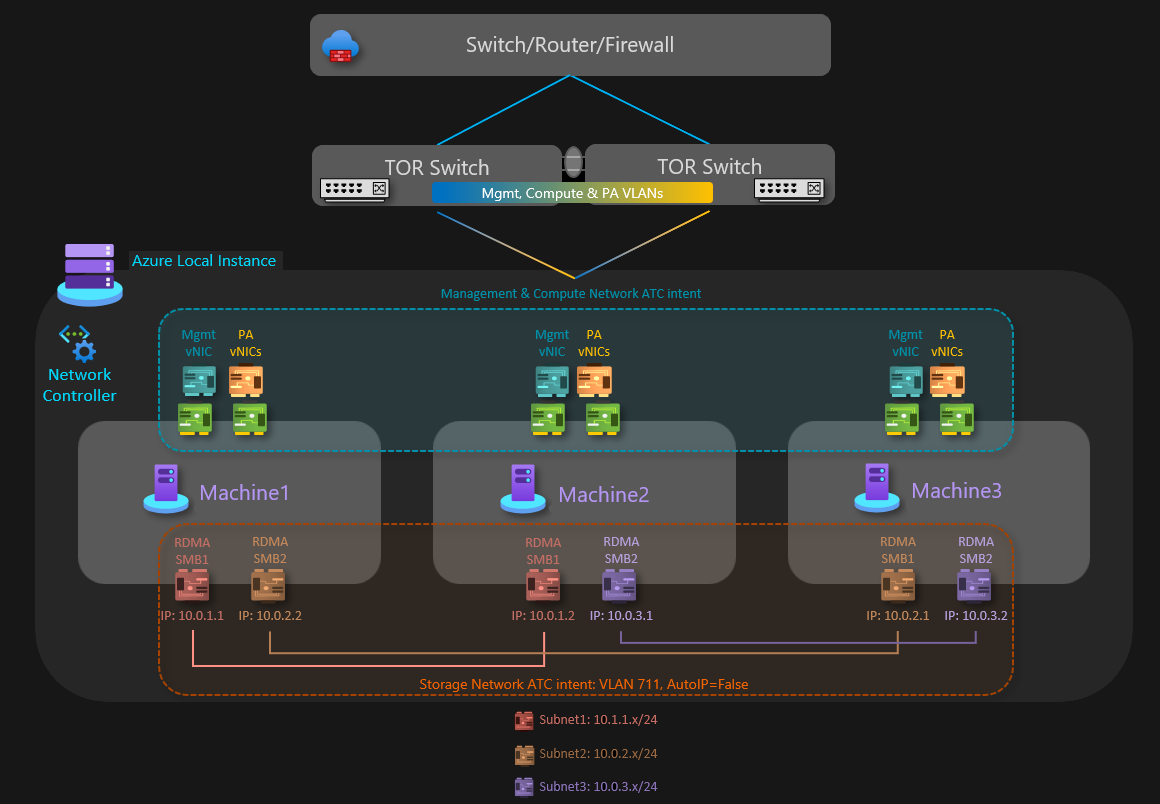 Switch/Router/Firewall
TOR Switch
TOR Switch
Mgmt, Compute & PA VLANs
Azure Local Instance
Management & Compute Network ATC intent
Network
Controller
Mgmt
vNIC
PA
vNICs
Mgmt
vNIC
PA
vNICs
Mgmt
vNIC
PA
vNICs
Machine1
Machine2
Machine3
RDMA
SMB1
RDMA
SMB2
RDMA
SMB1
RDMA
SMB2
RDMA
SMB1
RDMA
SMB2
IP: 10.0.1.1
IP: 10.0.2.2
IP: 10.0.1.2
IP: 10.0.3.1
IP: 10.0.2.1
IP: 10.0.3.2
Storage Network ATC intent: VLAN 711, AutoIP=False
Subnet1: 10.1.1.x/24
Subnet2: 10.0.2.x/24
Subnet3: 10.0.3.x/24